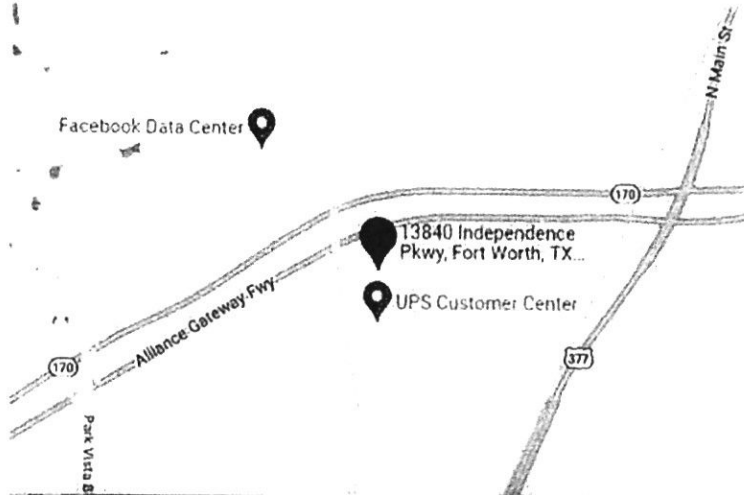 N Main St
Facebook Data Center
170
13840 Independence
Pkwy, Fort Worth, TX...
UPS Customer Center
Alliance Gateway Fwy
377
170
Park Vista B